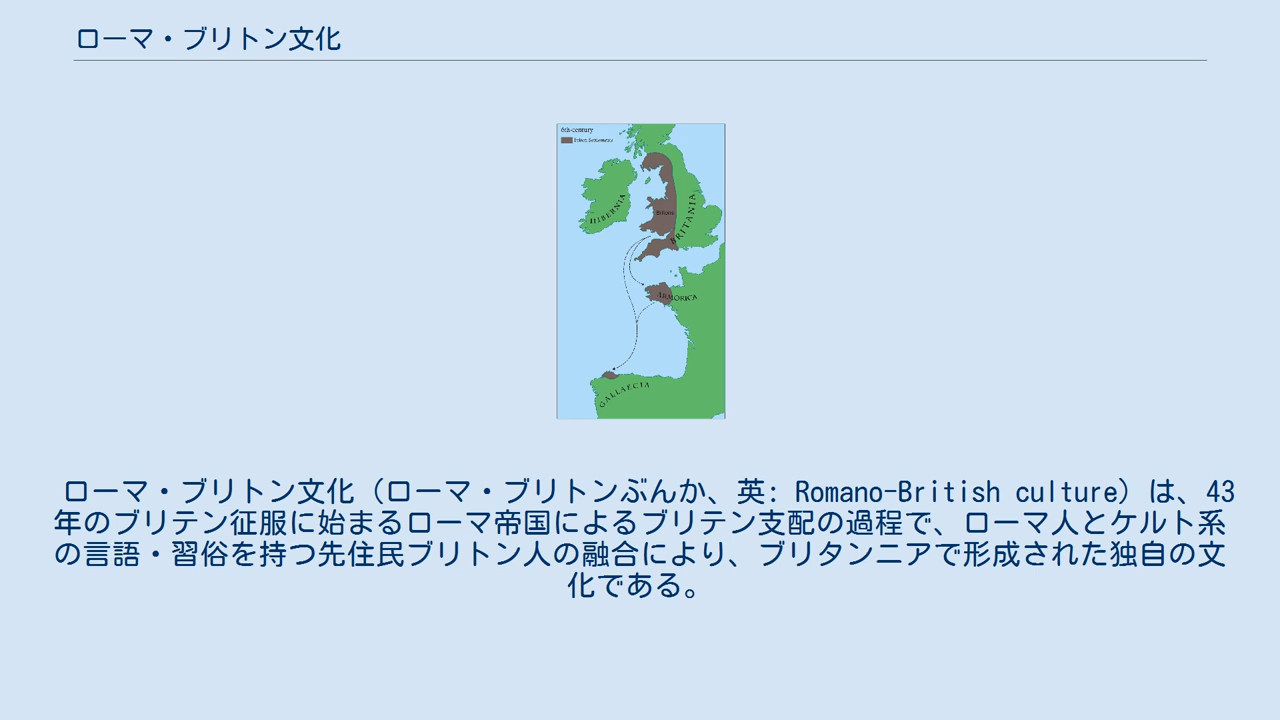 ローマ・ブリトン文化
6th-century
Briton Settlements
HIBERNIA
Britons
BRITANIA
ARMORICA
GALLAECIA
ローマ・ブリトン文化（ローマ・ブリトンぶんか、英: Romano-British culture）は、43
年のブリテン征服に始まるローマ帝国によるブリテン支配の過程で、ローマ人とケルト系
の言語・習俗を持つ先住民ブリトン人の融合により、ブリタンニアで形成された独自の文
化である。